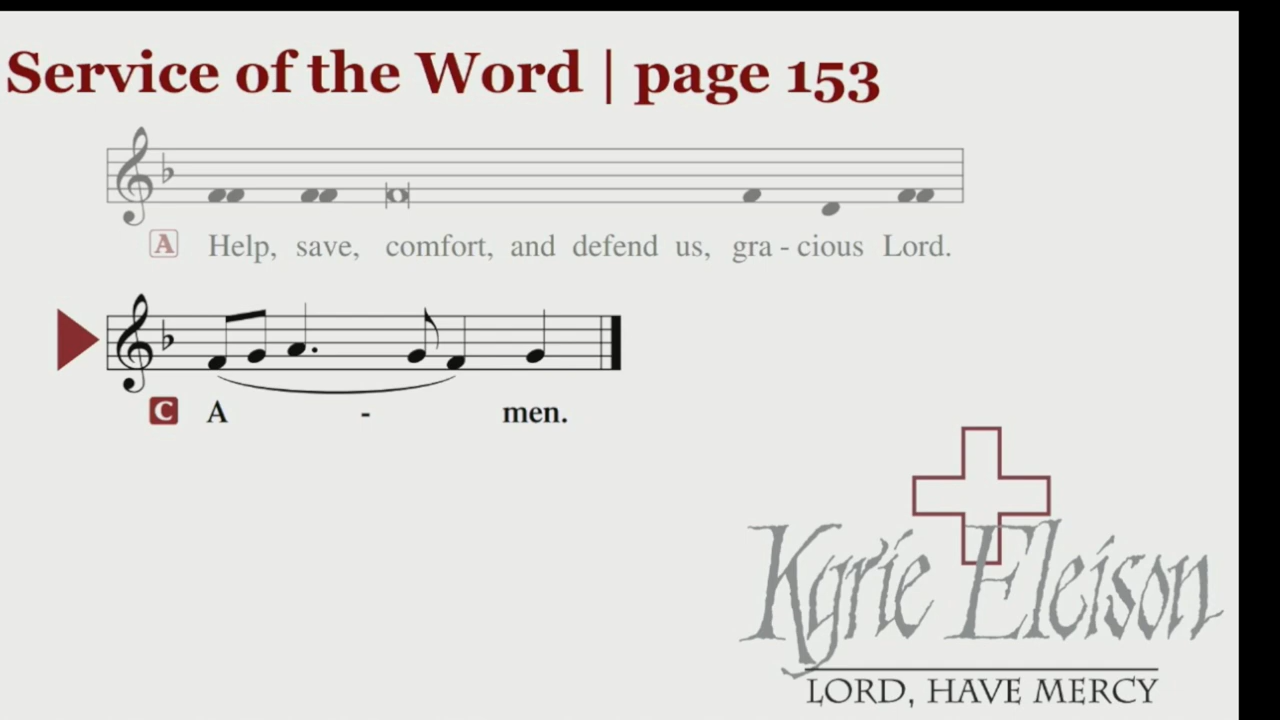 Service of the Word | page 153
A Help, save, comfort, and defend us, gra - cious Lord.
C A - men.
Kyrie Eleison
LORD, HAVE MERCY